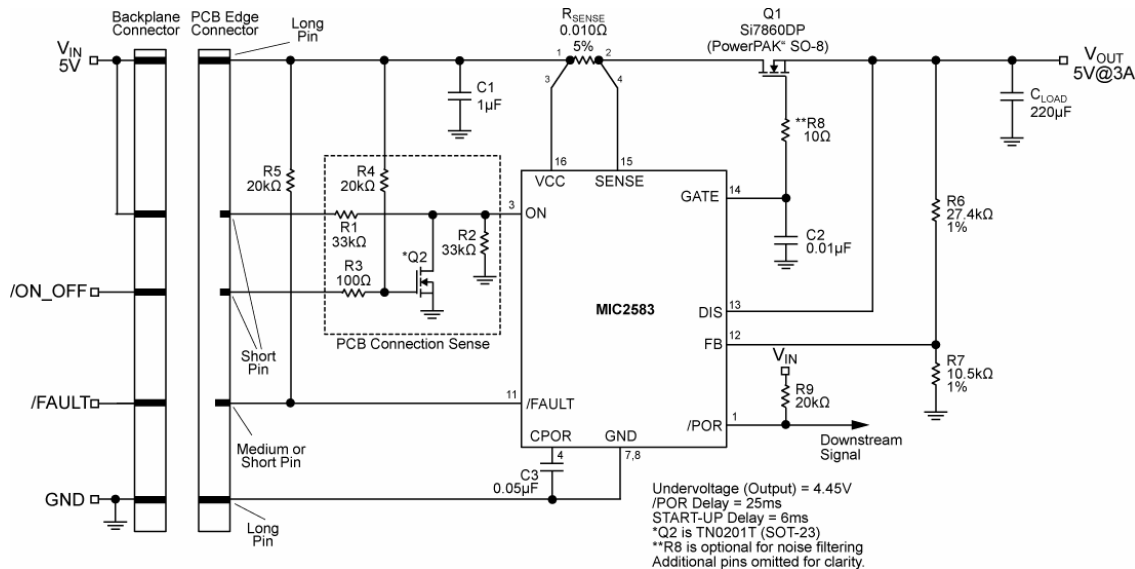 Backplane
Connector
PCB Edge
Connector
Long
Pin
RSENSE
0.010Ω
5%
Q1
Si7860DP
(PowerPAK“ SO-8)
VIN
5V
1
2
3
4
VOUT
5V@3A
C1
1µF
CLOAD
220µF
**R8
10Ω
R5
20kΩ
R4
20kΩ
16
15
VCC
SENSE
GATE
14
3
ON
R1
33kΩ
R2
33kΩ
C2
0.01µF
R6
27.4kΩ
1%
*Q2
R3
100Ω
/ON_OFF
MIC2583
DIS
13
PCB Connection Sense
FB
12
Short
Pin
VIN
R7
10.5kΩ
1%
R9
20kΩ
/FAULT
11
/FAULT
/POR
1
Downstream
Signal
Medium or
Short Pin
CPOR
GND
4
7,8
C3
0.05µF
GND
Long
Pin
Undervoltage (Output) = 4.45V
/POR Delay = 25ms
START-UP Delay = 6ms
*Q2 is TN0201T (SOT-23)
**R8 is optional for noise filtering
Additional pins omitted for clarity.